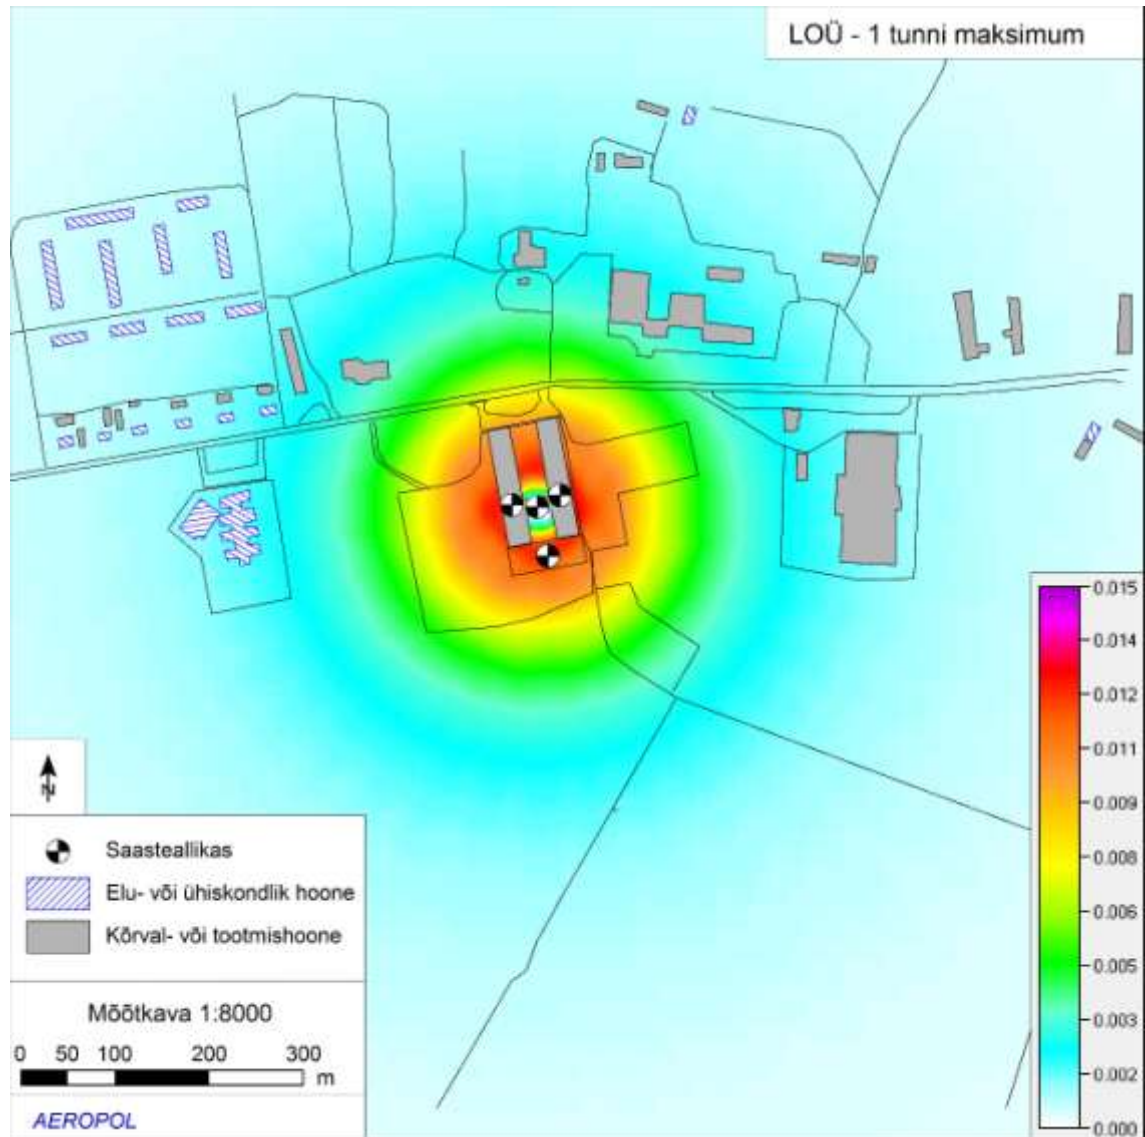 LOÜ - 1 tunni maksimum
0.015
0.014
0.012
0.011
0.009
0.008
0.006
0.005
0.003
0.002
0.000
N
Saasteallikas
Elu- või ühiskondlik hoone
Kõrval- või tootmishoone
Mõõtkava 1:8000
0 50 100 200 300
m
AEROPOL